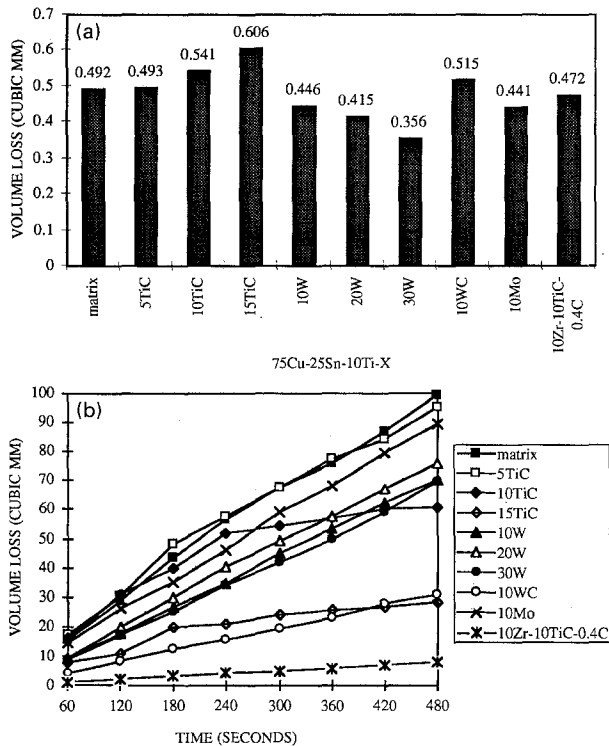 (a)
VOLUME LOSS (CUBIC MM)
0.7
0.6
0.5
0.4
0.3
0.2
0.1
0
0.492
0.493
0.541
0.606
0.446
0.415
0.356
0.515
0.441
0.472
matrix
5TiC
10TiC
15TiC
10W
20W
30W
10WC
10Mo
10Zr-10TiC-
0.4C
75Cu-25Sn-10Ti-X
(b)
VOLUME LOSS (CUBIC MM)
100
90
80
70
60
50
40
30
20
10
0
60
120
180
240
300
360
420
480
TIME (SECONDS)
matrix
5TiC
10TiC
15TiC
10W
20W
30W
10WC
10Mo
10Zr-10TiC-0.4C